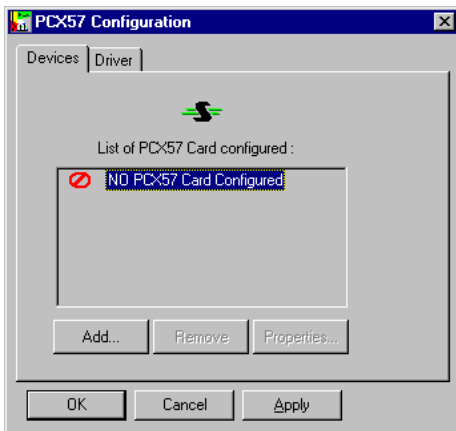 PCX57 Configuration
Devices Driver
List of PCX57 Card configured :
NO PCX57 Card Configured
Add... Remove Properties...
OK Cancel Apply